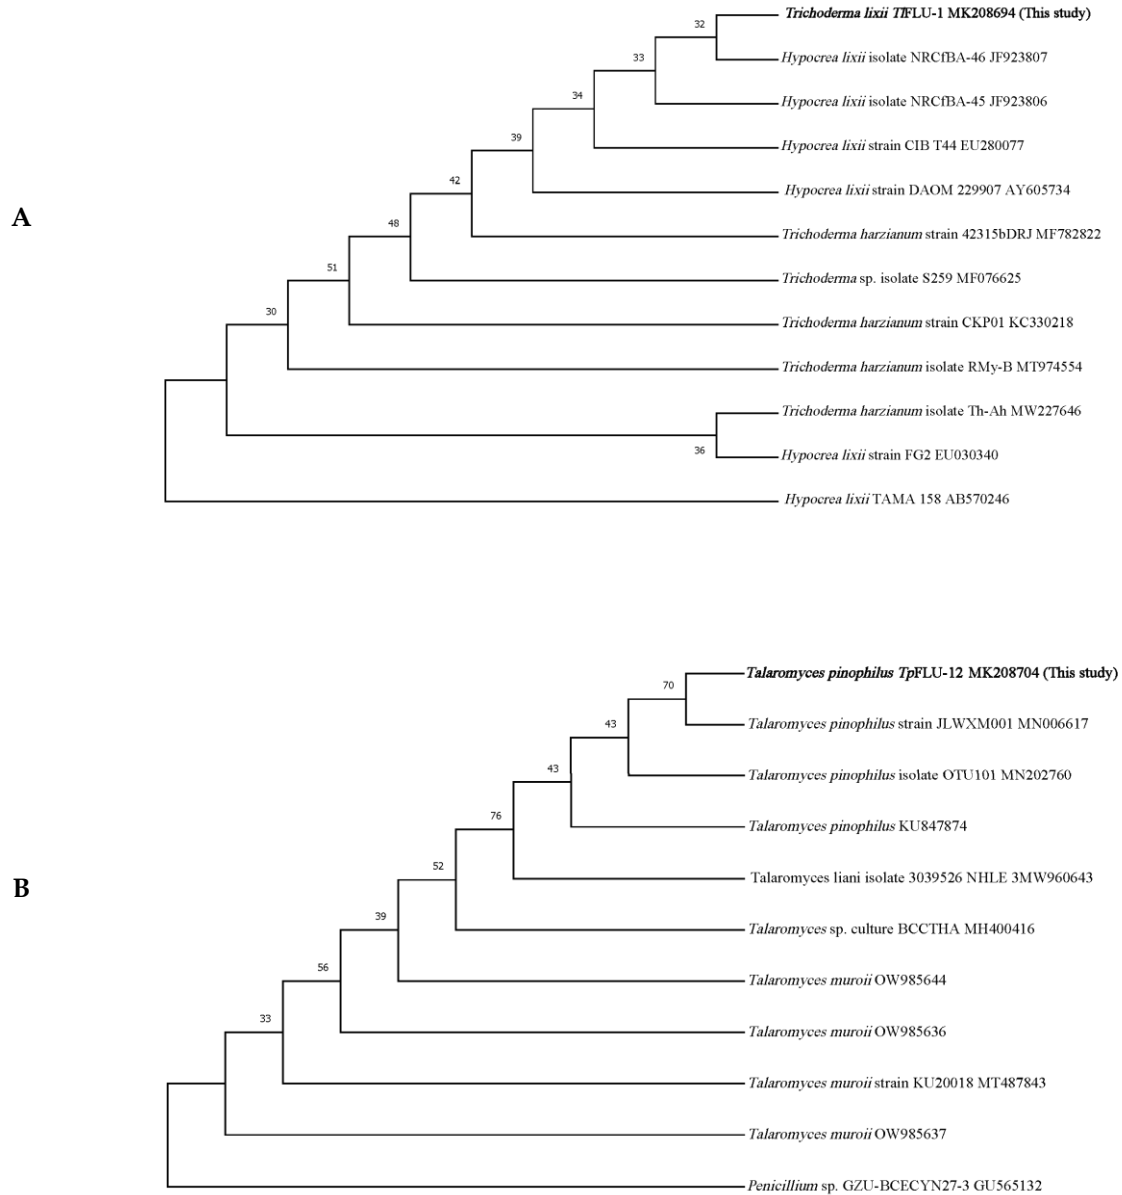 Trichoderma lixii TlFLU-1 MK208694 (This study)
32
Hypocrea lixii isolate NRCfBA-46 JF923807
33
Hypocrea lixii isolate NRCfBA-45 JF923806
34
Hypocrea lixii strain CIB T44 EU280077
39
Hypocrea lixii strain DAOM 229907 AY605734
42
A
48
Trichoderma harzianum strain 42315bDRJ MF782822
51
Trichoderma sp. isolate S259 MF076625
30
Trichoderma harzianum strain CKP01 KC330218
Trichoderma harzianum isolate RMy-B MT974554
Trichoderma harzianum isolate Th-Ah MW227646
36
Hypocrea lixii strain FG2 EU030340
Hypocrea lixii TAMA 158 AB570246
Talaromyces pinophilus TpFLU-12 MK208704 (This study)
70
Talaromyces pinophilus strain JLWXM001 MN006617
43
Talaromyces pinophilus isolate OTU101 MN202760
43
76
Talaromyces pinophilus KU847874
52
Talaromyces liani isolate 3039526 NHLE 3MW960643
B
39
Talaromyces sp. culture BCCTHA MH400416
56
Talaromyces muroii OW985644
33
Talaromyces muroii OW985636
Talaromyces muroii strain KU20018 MT487843
Talaromyces muroii OW985637
Penicillium sp. GZU-BCECYN27-3 GU565132